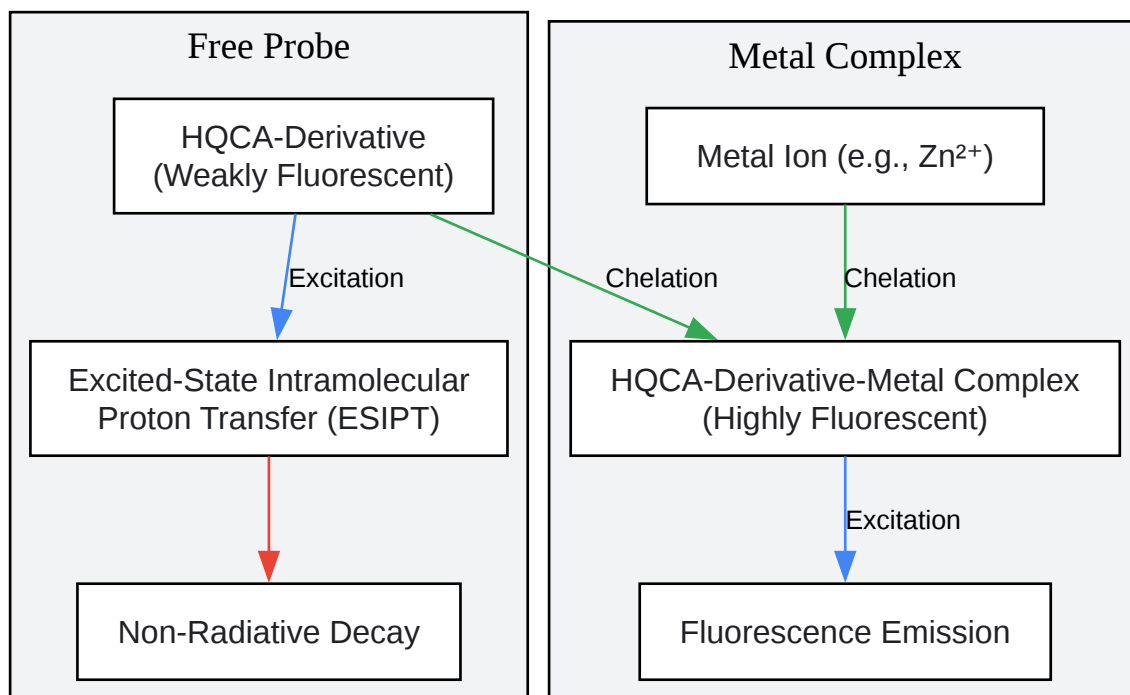 Free Probe
HQCA-Derivative
(Weakly Fluorescent)
Excitation
Excited-State Intramolecular
Proton Transfer (ESIPT)
Non-Radiative Decay
Metal Complex
Metal Ion (e.g., Zn²⁺)
Chelation
Chelation
HQCA-Derivative-Metal Complex
(Highly Fluorescent)
Excitation
Fluorescence Emission